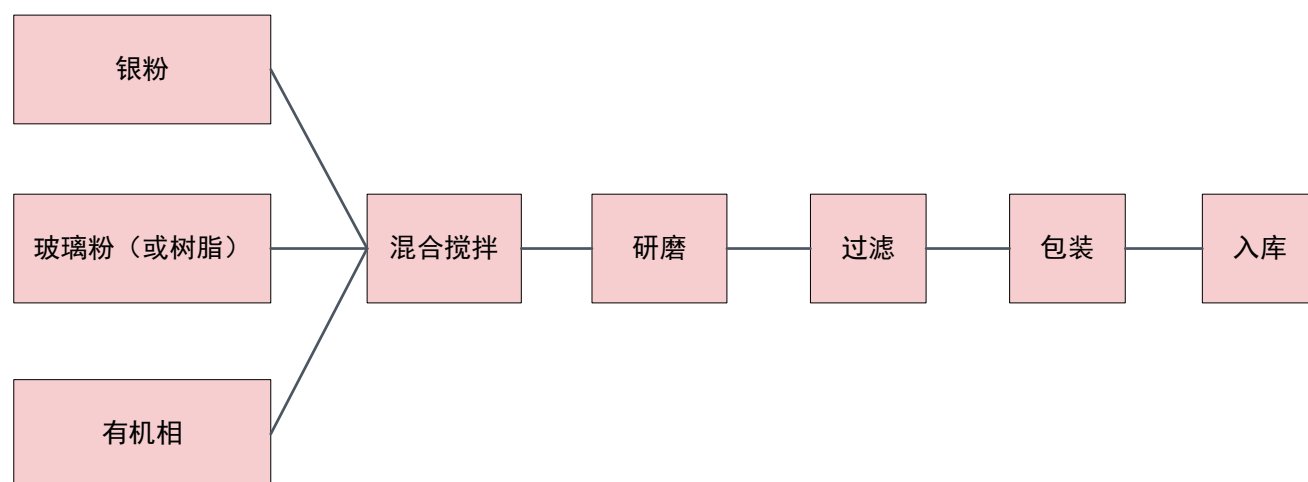 银粉
玻璃粉（或树脂）
混合搅拌
研磨
过滤
包装
入库
有机相